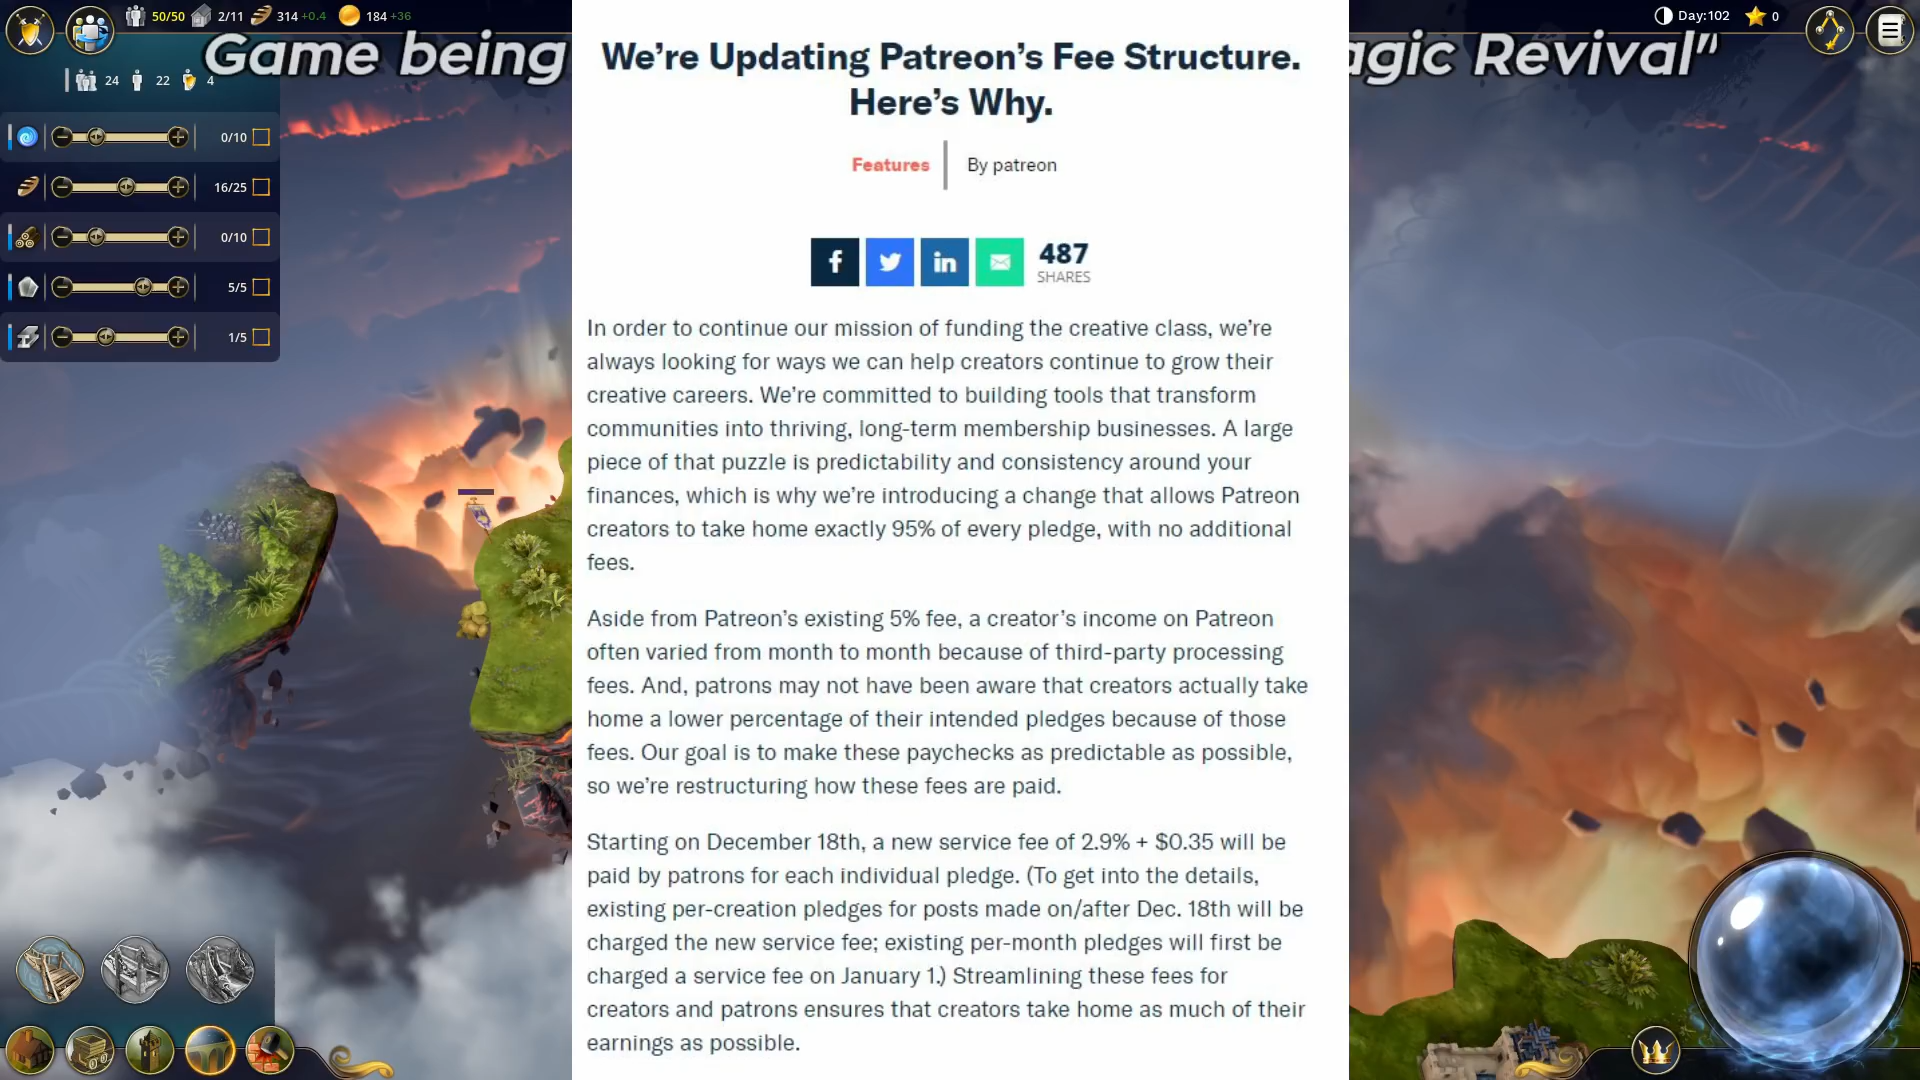 50/50 2/11 314 +0.4 184 +36
Day:102 0
Game being
agic Revival"
24 22 4
0/10
16/25
0/10
5/5
1/5
We're Updating Patreon's Fee Structure.
Here's Why.
Features By patreon
487
SHARES
In order to continue our mission of funding the creative class, we're
always looking for ways we can help creators continue to grow their
creative careers. We're committed to building tools that transform
communities into thriving, long-term membership businesses. A large
piece of that puzzle is predictability and consistency around your
finances, which is why we're introducing a change that allows Patreon
creators to take home exactly 95% of every pledge, with no additional
fees.
Aside from Patreon's existing 5% fee, a creator's income on Patreon
often varied from month to month because of third-party processing
fees. And, patrons may not have been aware that creators actually take
home a lower percentage of their intended pledges because of those
fees. Our goal is to make these paychecks as predictable as possible,
so we're restructuring how these fees are paid.
Starting on December 18th, a new service fee of 2.9% + $0.35 will be
paid by patrons for each individual pledge. (To get into the details,
existing per-creation pledges for posts made on/after Dec. 18th will be
charged the new service fee; existing per-month pledges will first be
charged a service fee on January 1.) Streamlining these fees for
creators and patrons ensures that creators take home as much of their
earnings as possible.